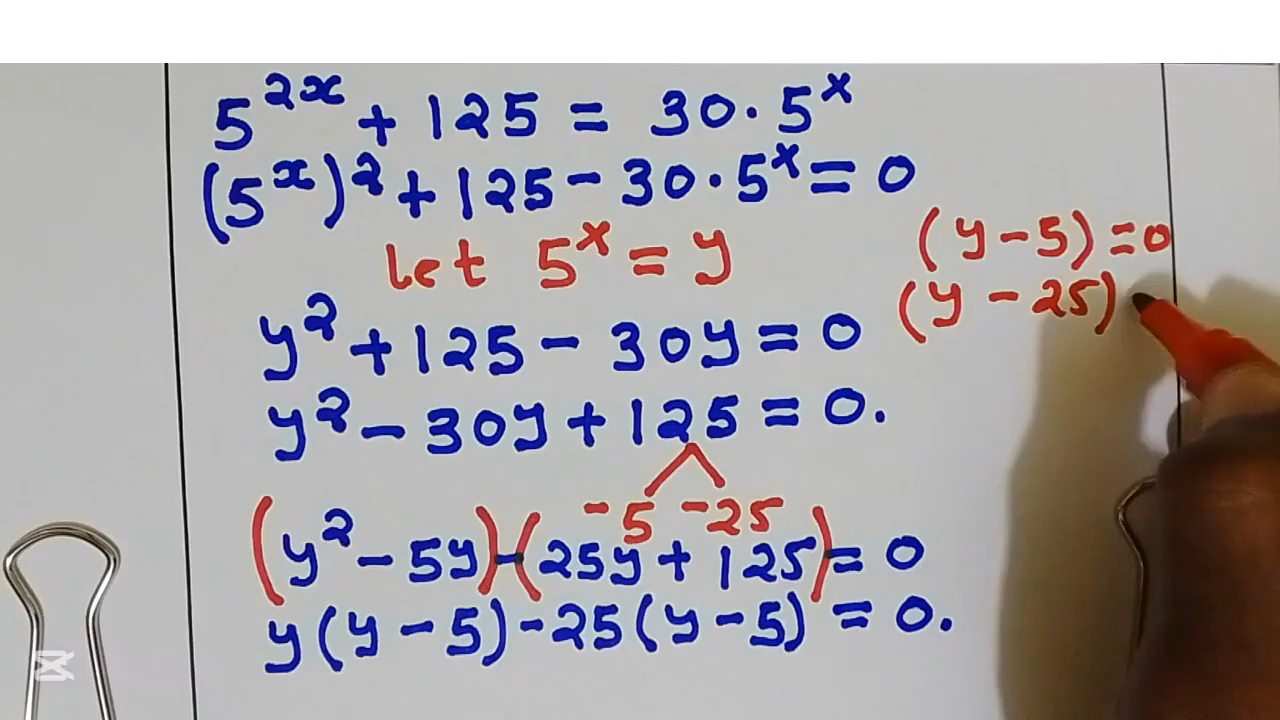 5^{2x} + 125 = 30 · 5^x
(5^x)^2 + 125 - 30 · 5^x = 0
let 5^x = y
y^2 + 125 - 30y = 0
y^2 - 30y + 125 = 0.
-5 -25
(y^2 - 5y) - (25y + 125) = 0
y(y - 5) - 25(y - 5) = 0.
(y - 5) = 0
(y - 25)